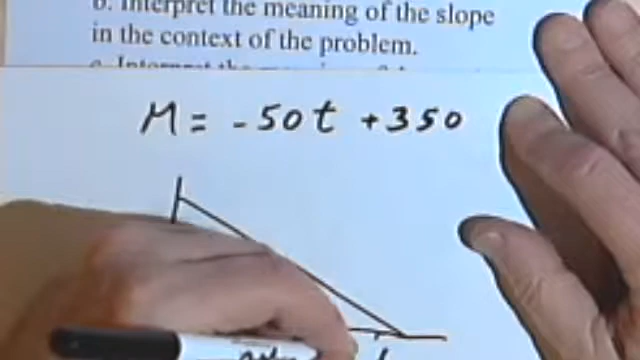 b. Interpret the meaning of the slope
in the context of the problem.
M = -50t +350